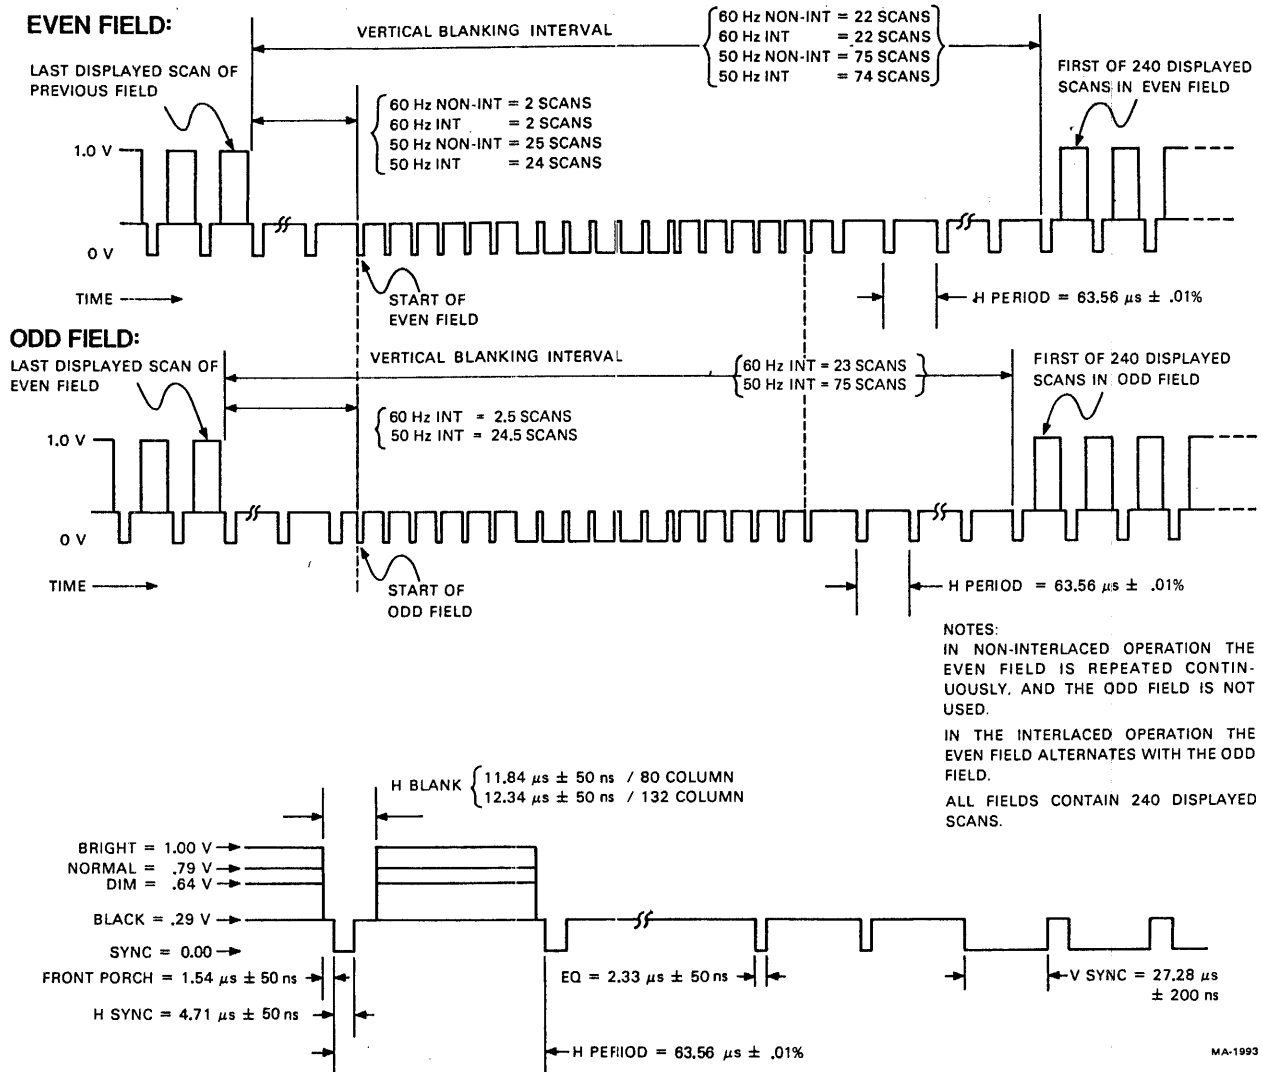 EVEN FIELD:
VERTICAL BLANKING INTERVAL
60 Hz NON-INT = 22 SCANS
60 Hz INT = 22 SCANS
50 Hz NON-INT = 75 SCANS
50 Hz INT = 74 SCANS
LAST DISPLAYED SCAN OF
PREVIOUS FIELD
FIRST OF 240 DISPLAYED
SCANS IN EVEN FIELD
60 Hz NON-INT = 2 SCANS
60 Hz INT = 2 SCANS
50 Hz NON-INT = 25 SCANS
50 Hz INT = 24 SCANS
1.0 V
0 V
TIME
START OF
EVEN FIELD
H PERIOD = 63.56 μs ± .01%
ODD FIELD:
LAST DISPLAYED SCAN OF
EVEN FIELD
VERTICAL BLANKING INTERVAL
60 Hz INT = 23 SCANS
50 Hz INT = 75 SCANS
FIRST OF 240 DISPLAYED
SCANS IN ODD FIELD
60 Hz INT = 2.5 SCANS
50 Hz INT = 24.5 SCANS
1.0 V
0 V
TIME
START OF
ODD FIELD
H PERIOD = 63.56 μs ± .01%
NOTES:
IN NON-INTERLACED OPERATION THE
EVEN FIELD IS REPEATED CONTIN-
UOUSLY, AND THE ODD FIELD IS NOT
USED.
IN THE INTERLACED OPERATION THE
EVEN FIELD ALTERNATES WITH THE ODD
FIELD.
ALL FIELDS CONTAIN 240 DISPLAYED
SCANS.
H BLANK
11.84 μs ± 50 ns / 80 COLUMN
12.34 μs ± 50 ns / 132 COLUMN
BRIGHT = 1.00 V
NORMAL = .79 V
DIM = .64 V
BLACK = .29 V
SYNC = 0.00
FRONT PORCH = 1.54 μs ± 50 ns
EQ = 2.33 μs ± 50 ns
V SYNC = 27.28 μs
± 200 ns
H SYNC = 4.71 μs ± 50 ns
H PERIOD = 63.56 μs ± .01%
MA-1993